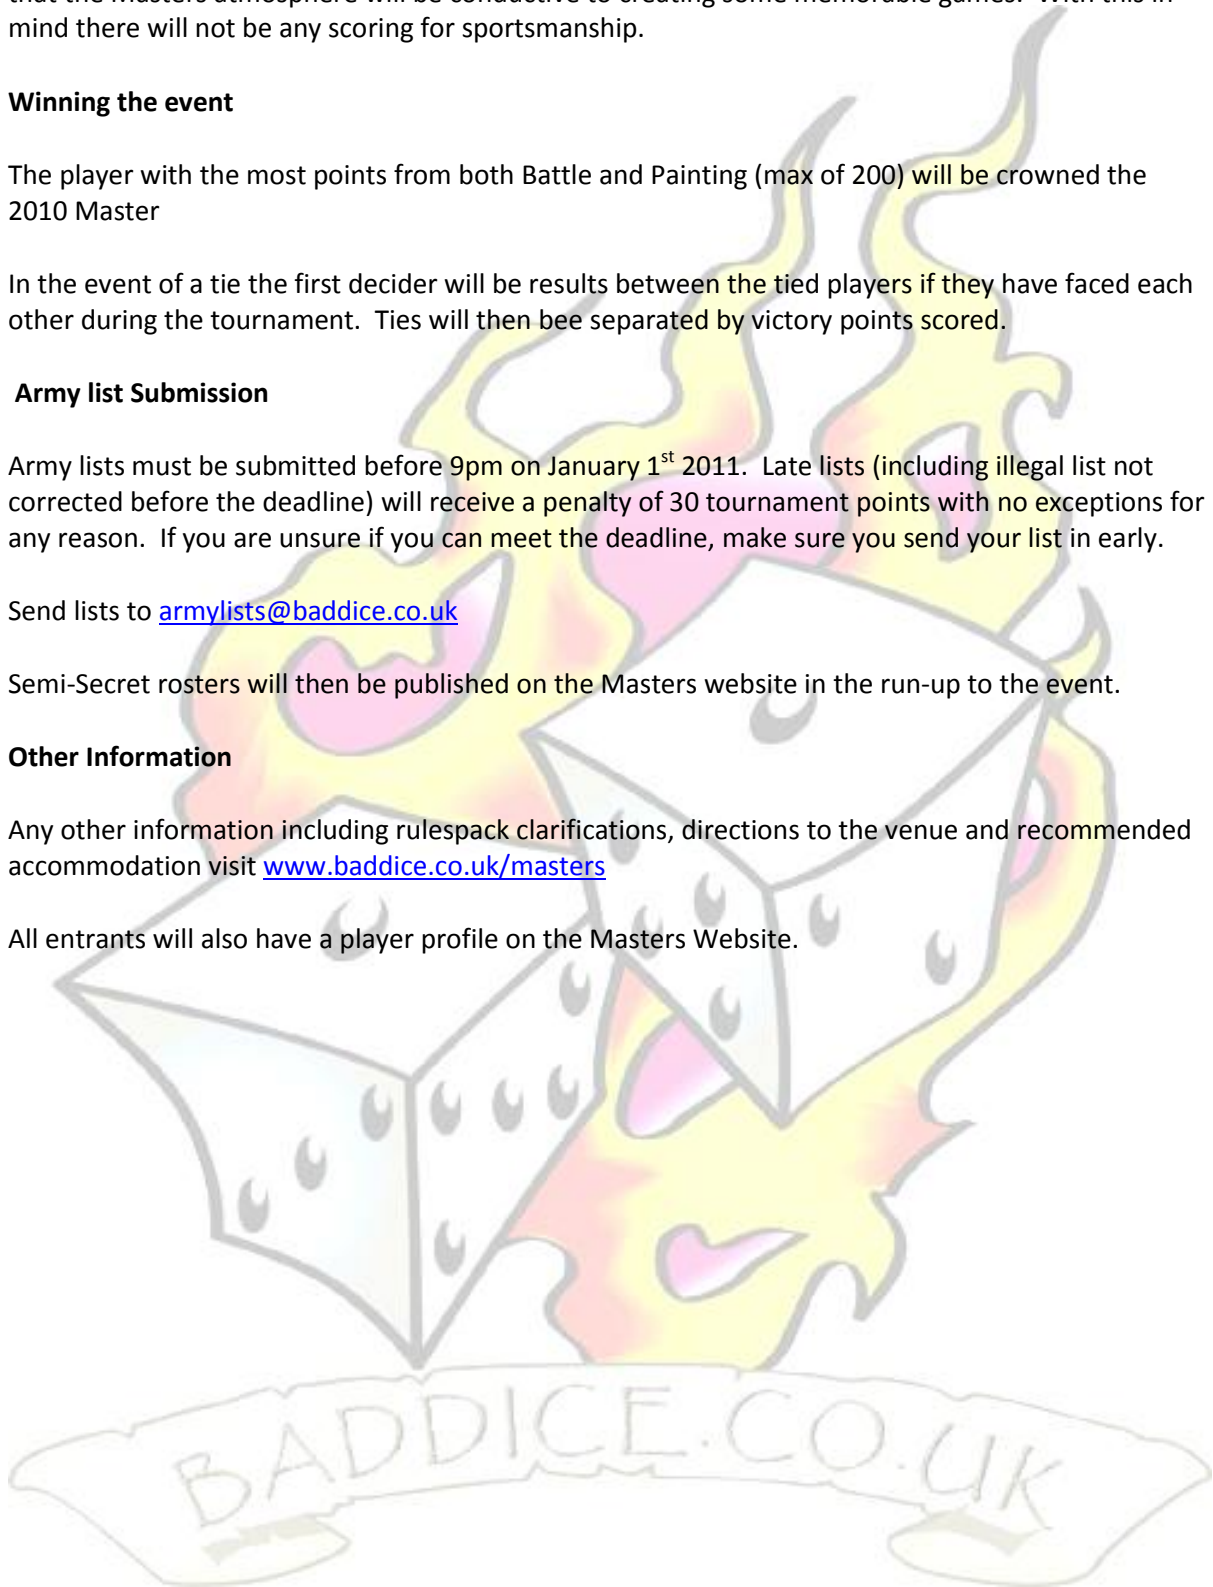 that the Masters atmosphere will be conductive to creating some memorable games.  With this in
mind there will not be any scoring for sportsmanship.
Winning the event
The player with the most points from both Battle and Painting (max of 200) will be crowned the
2010 Master
In the event of a tie the first decider will be results between the tied players if they have faced each
other during the tournament.  Ties will then bee separated by victory points scored.
Army list Submission
Army lists must be submitted before 9pm on January 1st 2011.  Late lists (including illegal list not
corrected before the deadline) will receive a penalty of 30 tournament points with no exceptions for
any reason.  If you are unsure if you can meet the deadline, make sure you send your list in early.
Send lists to armylists@baddice.co.uk
Semi-Secret rosters will then be published on the Masters website in the run-up to the event.
Other Information
Any other information including rulespack clarifications, directions to the venue and recommended
accommodation visit www.baddice.co.uk/masters
All entrants will also have a player profile on the Masters Website.
BADDICE.CO.UK